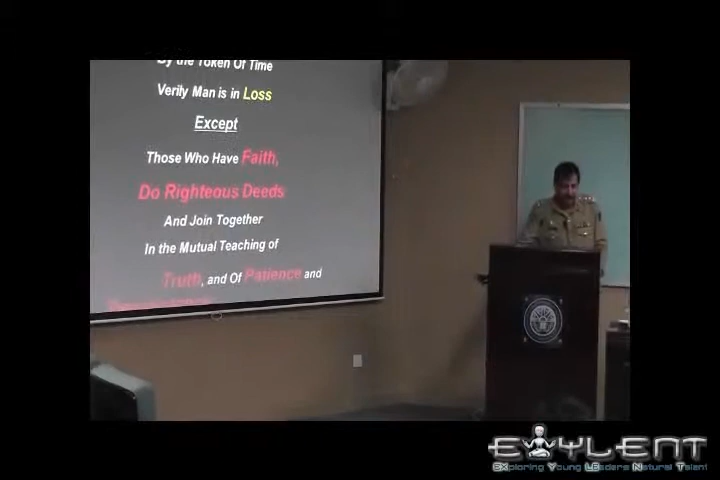 By the Token Of Time
Verily Man is in Loss
Except
Those Who Have Faith,
Do Righteous Deeds
And Join Together
In the Mutual Teaching of
Truth, and Of Patience and
EXYLENT
EXploring Young LEaders Natural Talent